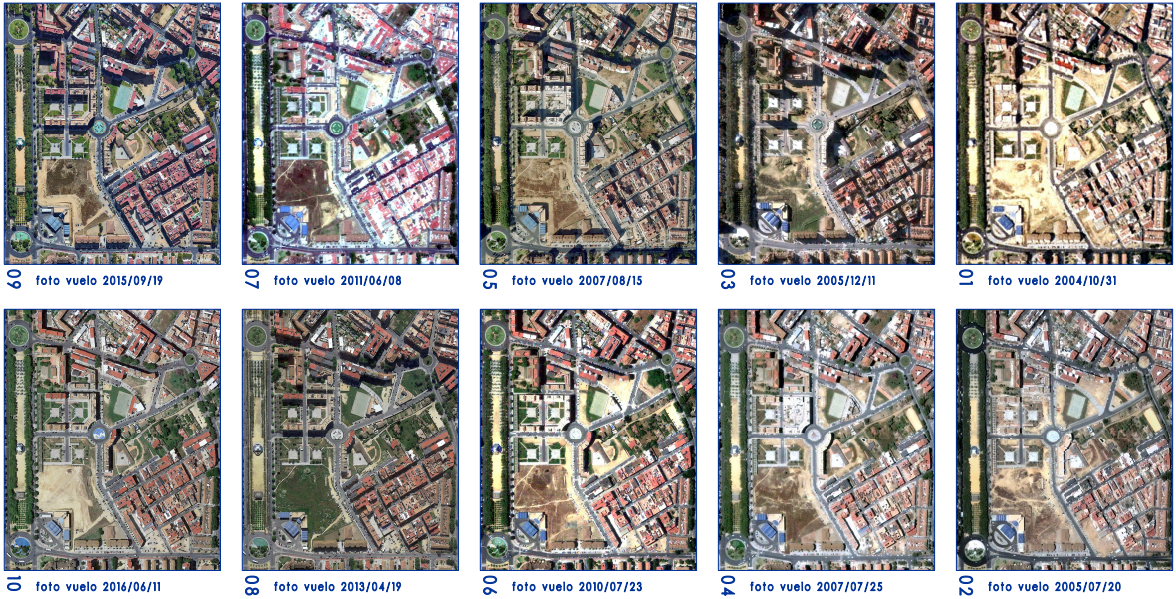 09 foto vuelo 2015/09/19
07 foto vuelo 2011/06/08
05 foto vuelo 2007/08/15
03 foto vuelo 2005/12/11
01 foto vuelo 2004/10/31
10 foto vuelo 2016/06/11
08 foto vuelo 2013/04/19
06 foto vuelo 2010/07/23
04 foto vuelo 2007/07/25
02 foto vuelo 2005/07/20